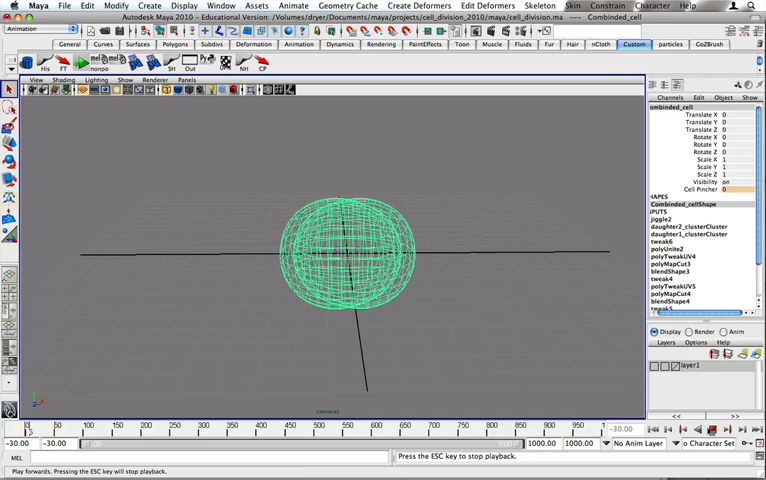 Maya File Edit Modify Create Display Window Assets Animate Geometry Cache Create Deformers Edit Deformers Skeleton Skin Constrain Character Help
Autodesk Maya 2010 - Educational Version: /Volumes/dryer/Documents/maya/projects/cell_division_2010/maya/cell_division.ma --- Combinded_cell
Animation
General Curves Surfaces Polygons Subdivs Deformation Animation Dynamics Rendering PaintEffects Toon Muscle Fluids Fur Hair nCloth Custom particles GoZBrush
His FT nonpo SH Out NH CP
View Shading Lighting Show Renderer Panels
Channels Edit Object Show
ombinded_cell
Translate X 0
Translate Y 0
Translate Z 0
Rotate X 0
Rotate Y 0
Rotate Z 0
Scale X 1
Scale Y 1
Scale Z 1
Visibility on
Cell Pincher 0
HAPES
Combinded_cellShape
PUTS
jiggle2
daughter2_clusterCluster
daughter1_clusterCluster
tweak6
polyUnite2
polyTweakUV4
polyMapCut3
blendShape3
tweak4
polyTweakUV5
polyMapCut4
blendShape4
tweak5
Display Render Anim
Layers Options Help
layer1
camera1
<< >>
0 50 100 150 200 250 300 350 400 450 500 550 600 650 700 750 800 850 900
-30.00
-30.00 -30.00 -30 1000.00 1000.00 No Anim Layer o Character Set
MEL Press the ESC key to stop playback.
Play forwards. Pressing the ESC key will stop playback.